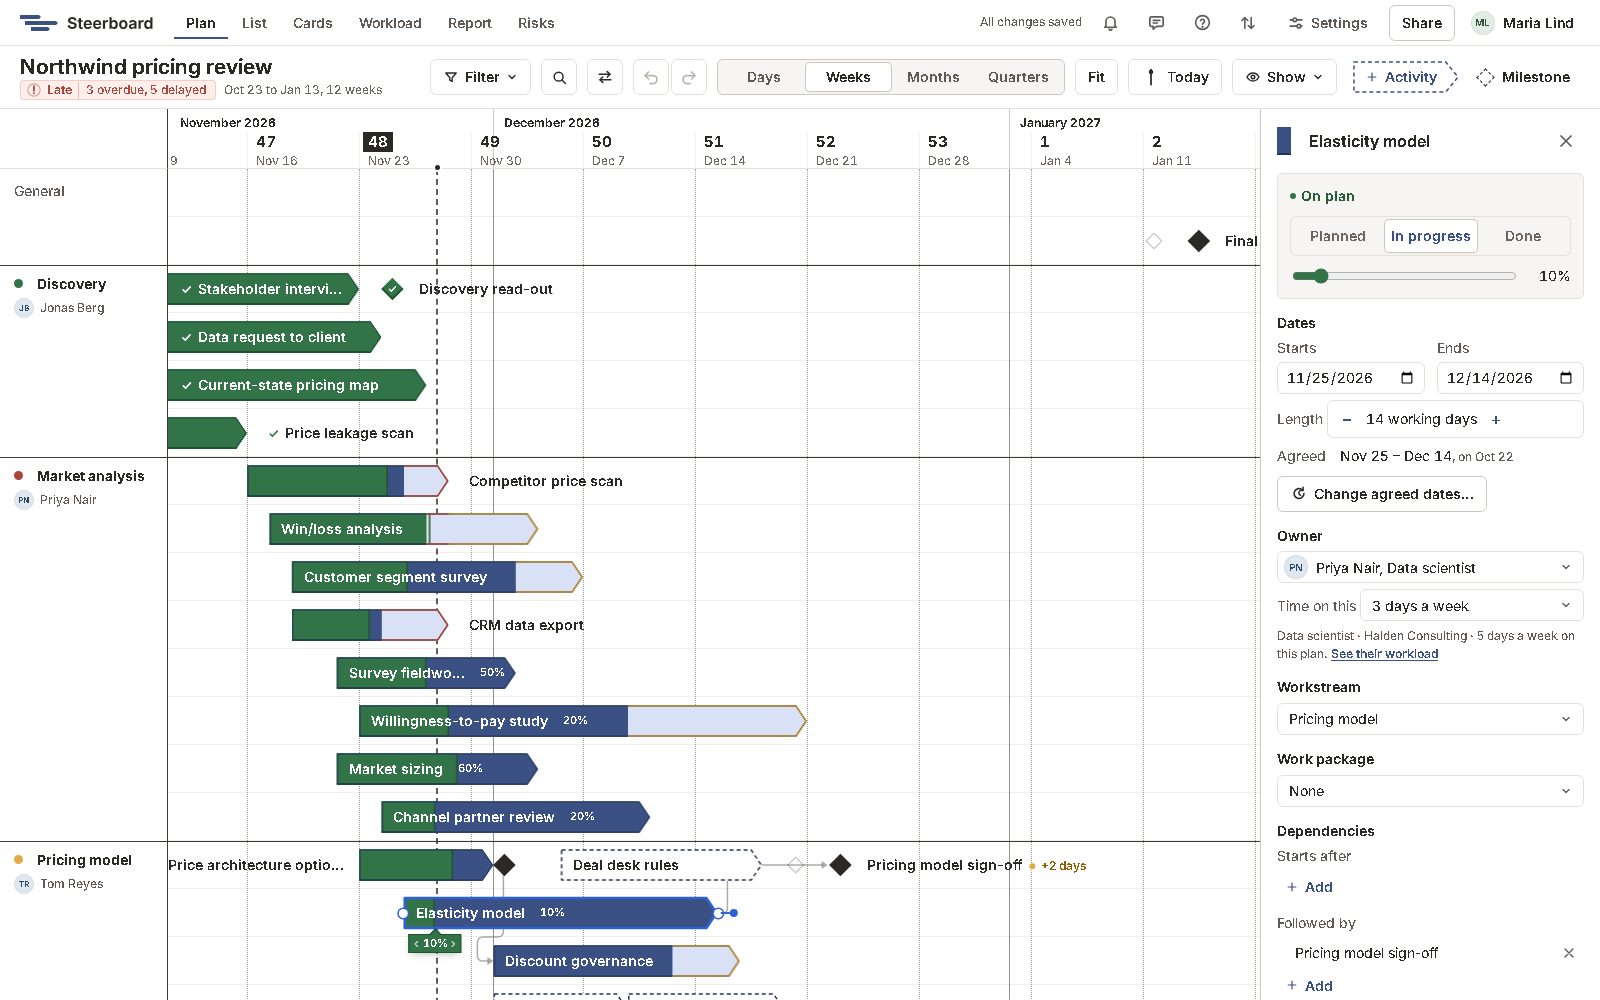 Steerboard
Plan
List
Cards
Workload
Report
Risks
All changes saved
Settings
Share
ML
Maria Lind
Northwind pricing review
Late
3 overdue, 5 delayed
Oct 23 to Jan 13, 12 weeks
Filter
Days
Weeks
Months
Quarters
Fit
Today
Show
+ Activity
Milestone
November 2026
December 2026
January 2027
47
48
49
50
51
52
53
1
2
9
Nov 16
Nov 23
Nov 30
Dec 7
Dec 14
Dec 21
Dec 28
Jan 4
Jan 11
General
Final
Discovery
JB
Jonas Berg
Stakeholder intervi...
Discovery read-out
Data request to client
Current-state pricing map
Price leakage scan
Market analysis
PN
Priya Nair
Competitor price scan
Win/loss analysis
Customer segment survey
CRM data export
Survey fieldwo... 50%
Willingness-to-pay study 20%
Market sizing 60%
Channel partner review 20%
Pricing model
TR
Tom Reyes
Price architecture optio...
Deal desk rules
Pricing model sign-off
+2 days
Elasticity model 10%
10%
Discount governance
Elasticity model
On plan
Planned
In progress
Done
10%
Dates
Starts
Ends
11/25/2026
12/14/2026
Length
− 14 working days +
Agreed
Nov 25 – Dec 14, on Oct 22
Change agreed dates...
Owner
PN
Priya Nair, Data scientist
Time on this
3 days a week
Data scientist · Halden Consulting · 5 days a week on
this plan. See their workload
Workstream
Pricing model
Work package
None
Dependencies
Starts after
+ Add
Followed by
Pricing model sign-off
+ Add